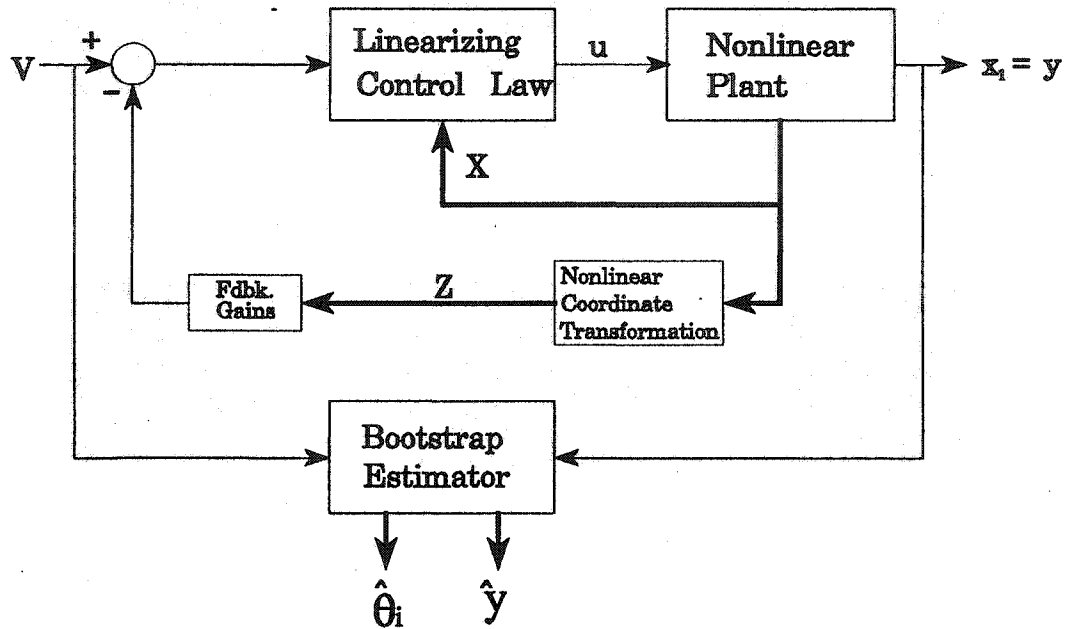 V
+
-
Linearizing
Control Law
u
Nonlinear
Plant
x₁ = y
X
Fdbk.
Gains
Z
Nonlinear
Coordinate
Transformation
Bootstrap
Estimator
θ̂i
ŷ